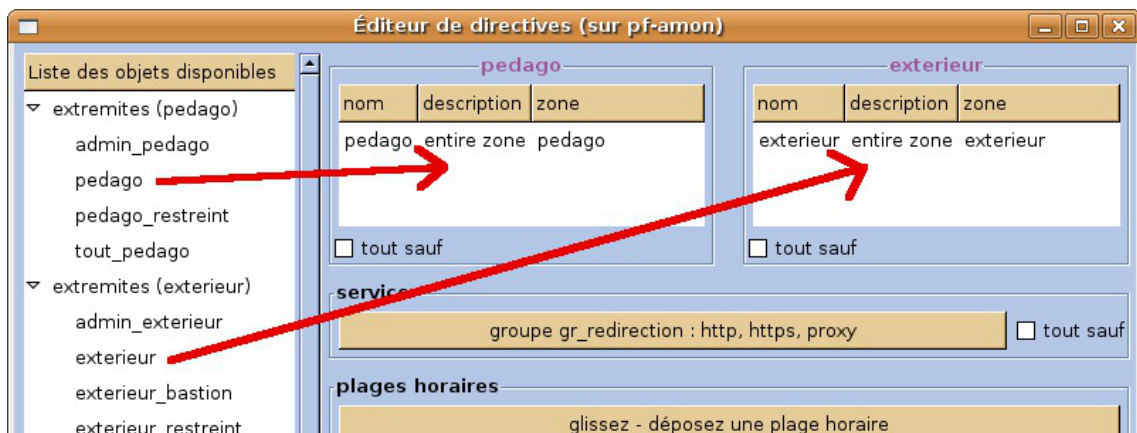 Éditeur de directives (sur pf-amon)
Liste des objets disponibles
extremites (pedago)
admin_pedago
pedago
pedago_restreint
tout_pedago
extremites (exterieur)
admin_exterieur
exterieur
exterieur_bastion
exterieur_restreint
pedago
nom description zone
pedago entire zone pedago
tout sauf
exterieur
nom description zone
exterieur entire zone exterieur
tout sauf
groupe gr_redirection : http, https, proxy
tout sauf
plages horaires
glissez - déposez une plage horaire